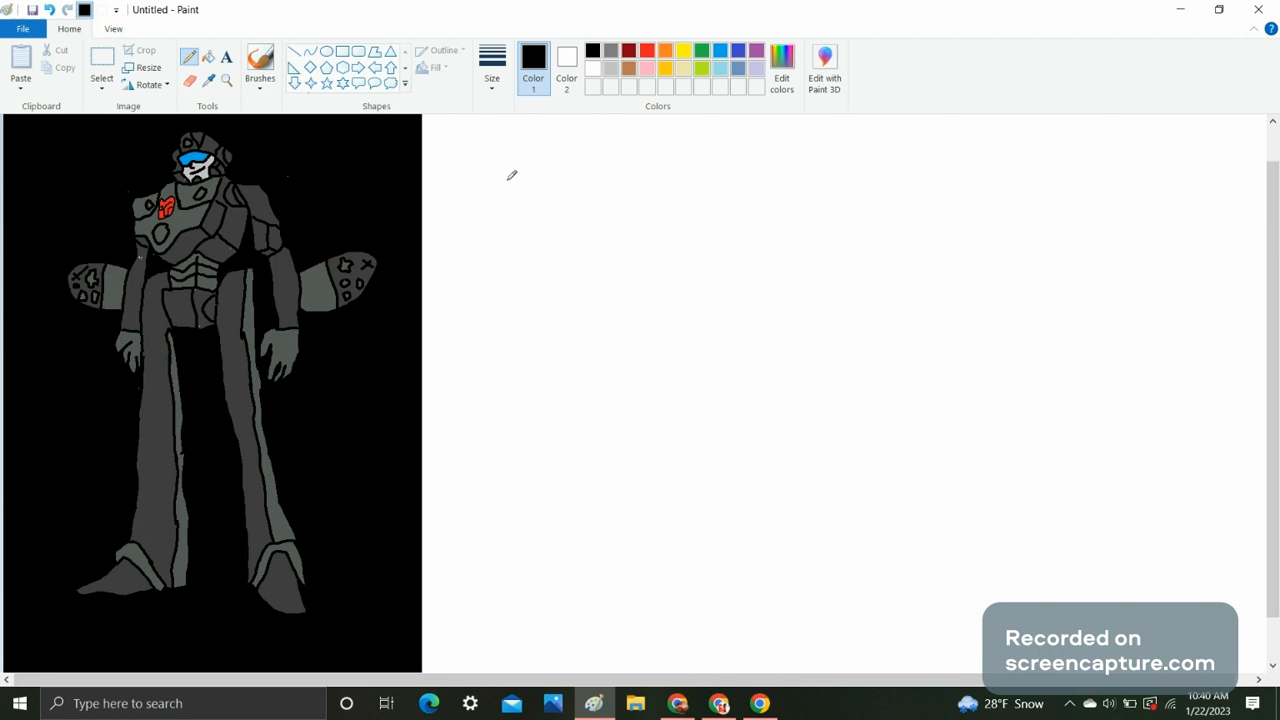 Untitled - Paint
File Home View
Paste
Cut
Copy
Clipboard
Select
Crop
Resize
Rotate
Image
A
Tools
Brushes
Shapes
Outline
Fill
Size
Color
1
Color
2
Edit
colors
Colors
Edit with
Paint 3D
Recorded on
screencapture.com
Type here to search
28°F Snow
10:40 AM
1/22/2023